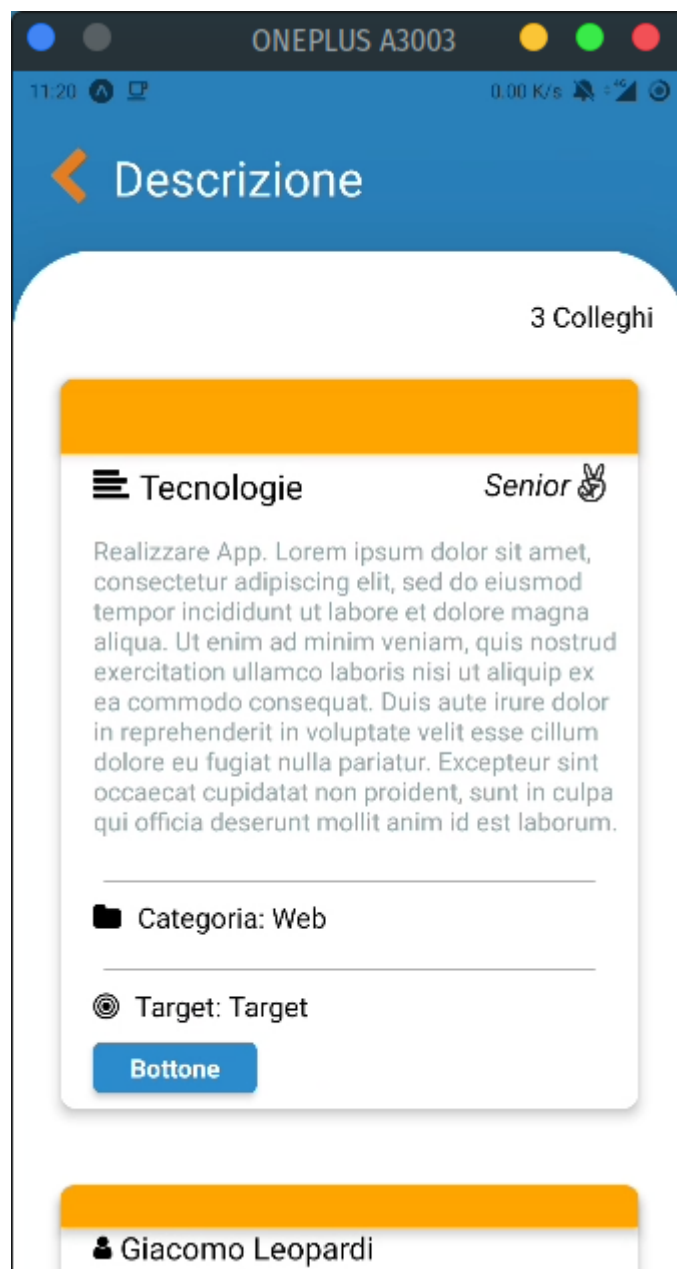 ONEPLUS A3003
11:20
0.00 K/s 4G
Descrizione
3 Colleghi
Tecnologie Senior
Realizzare App. Lorem ipsum dolor sit amet,
consectetur adipiscing elit, sed do eiusmod
tempor incididunt ut labore et dolore magna
aliqua. Ut enim ad minim veniam, quis nostrud
exercitation ullamco laboris nisi ut aliquip ex
ea commodo consequat. Duis aute irure dolor
in reprehenderit in voluptate velit esse cillum
dolore eu fugiat nulla pariatur. Excepteur sint
occaecat cupidatat non proident, sunt in culpa
qui officia deserunt mollit anim id est laborum.
Categoria: Web
Target: Target
Bottone
Giacomo Leopardi